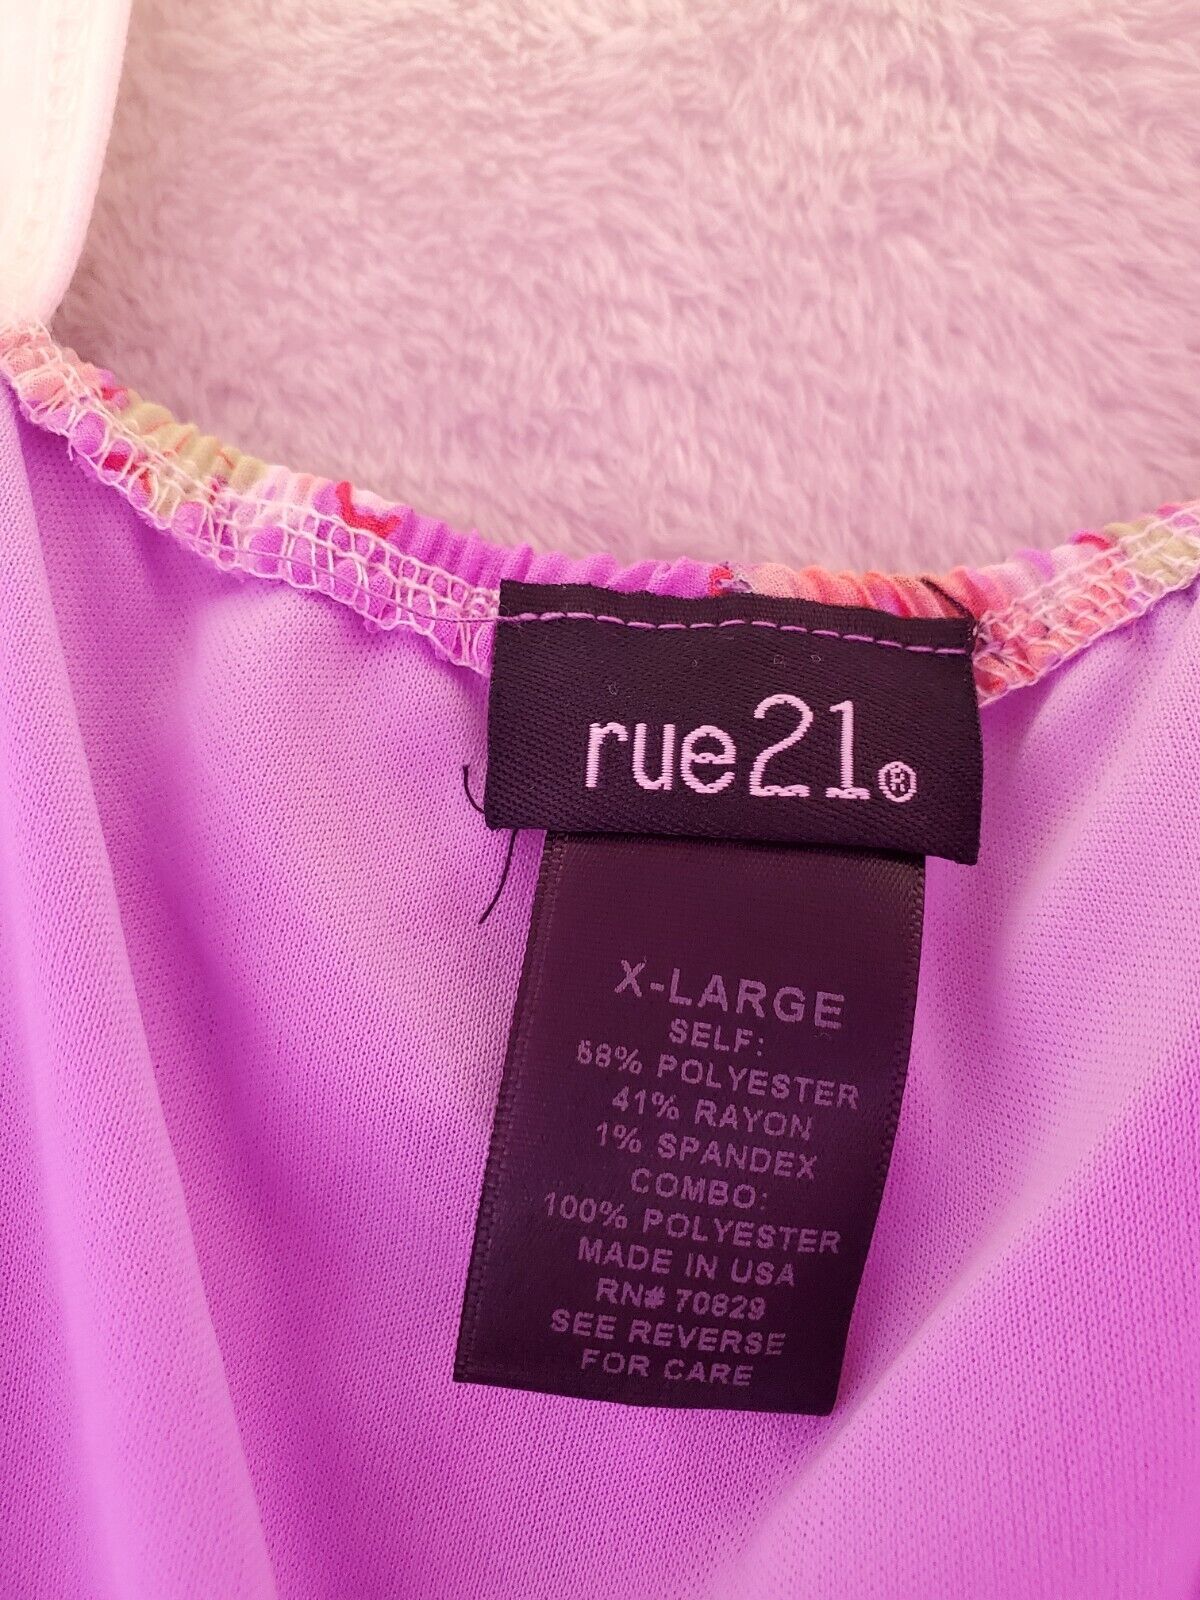 rue21®
X-LARGE
SELF:
58% POLYESTER
41% RAYON
1% SPANDEX
COMBO:
100% POLYESTER
MADE IN USA
RN# 70829
SEE REVERSE
FOR CARE